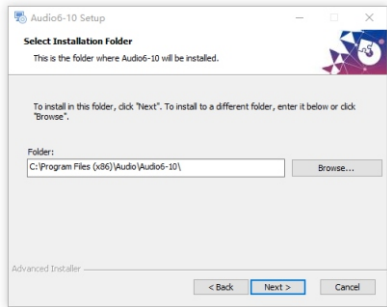 Audio6-10 Setup
Select Installation Folder
This is the folder where Audio6-10 will be installed.
To install in this folder, click "Next". To install to a different folder, enter it below or click
"Browse".
Folder:
C:\Program Files (x86)\Audio\Audio6-10\
Browse...
Advanced Installer
< Back
Next >
Cancel